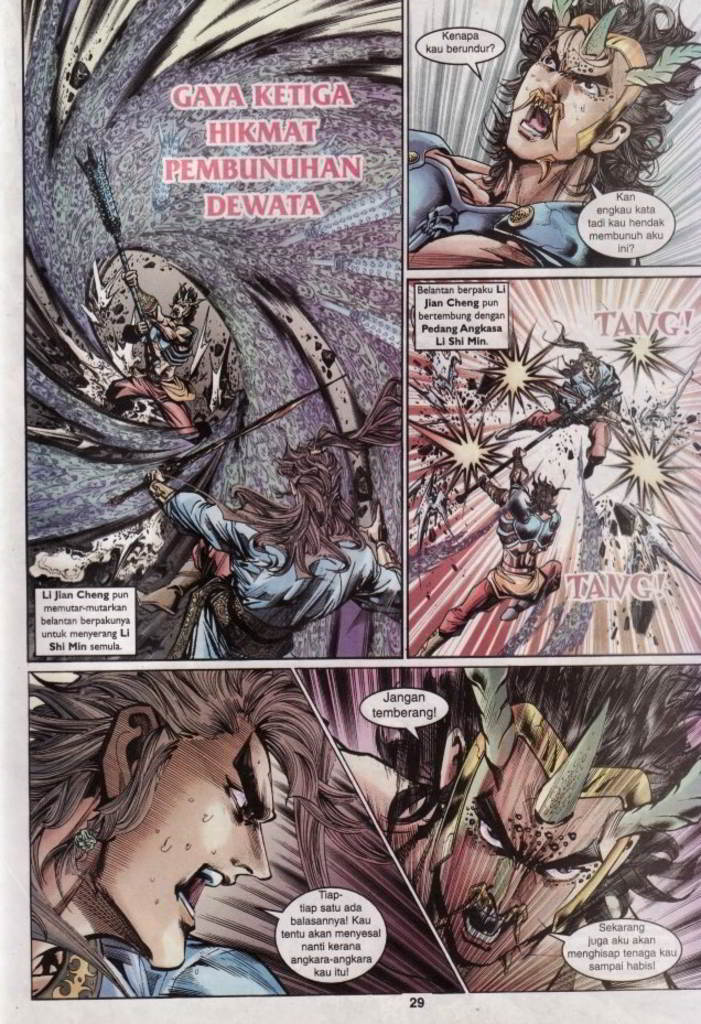 GAYA KETIGA
HIKMAT
PEMBUNUHAN
DEWATA
Li Jian Cheng pun
memutar-mutarkan
belantan berpakunya
untuk menyerang Li
Shi Min semula.
Kenapa
kau berundur?
Kan
engkau kata
tadi kau hendak
membunuh aku
ini?
Belantan berpaku Li
Jian Cheng pun
bertembung dengan
Pedang Angkasa
Li Shi Min.
TANG!
TANG!
Tiap-
tiap satu ada
balasannya! Kau
tentu akan menyesal
nanti kerana
angkara-angkara
kau itu!
Jangan
temberang!
Sekarang
juga aku akan
menghisap tenaga kau
sampai habis!
29